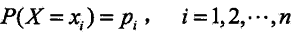 P(X = x_i) = p_i ,  i = 1, 2, ⋯, n